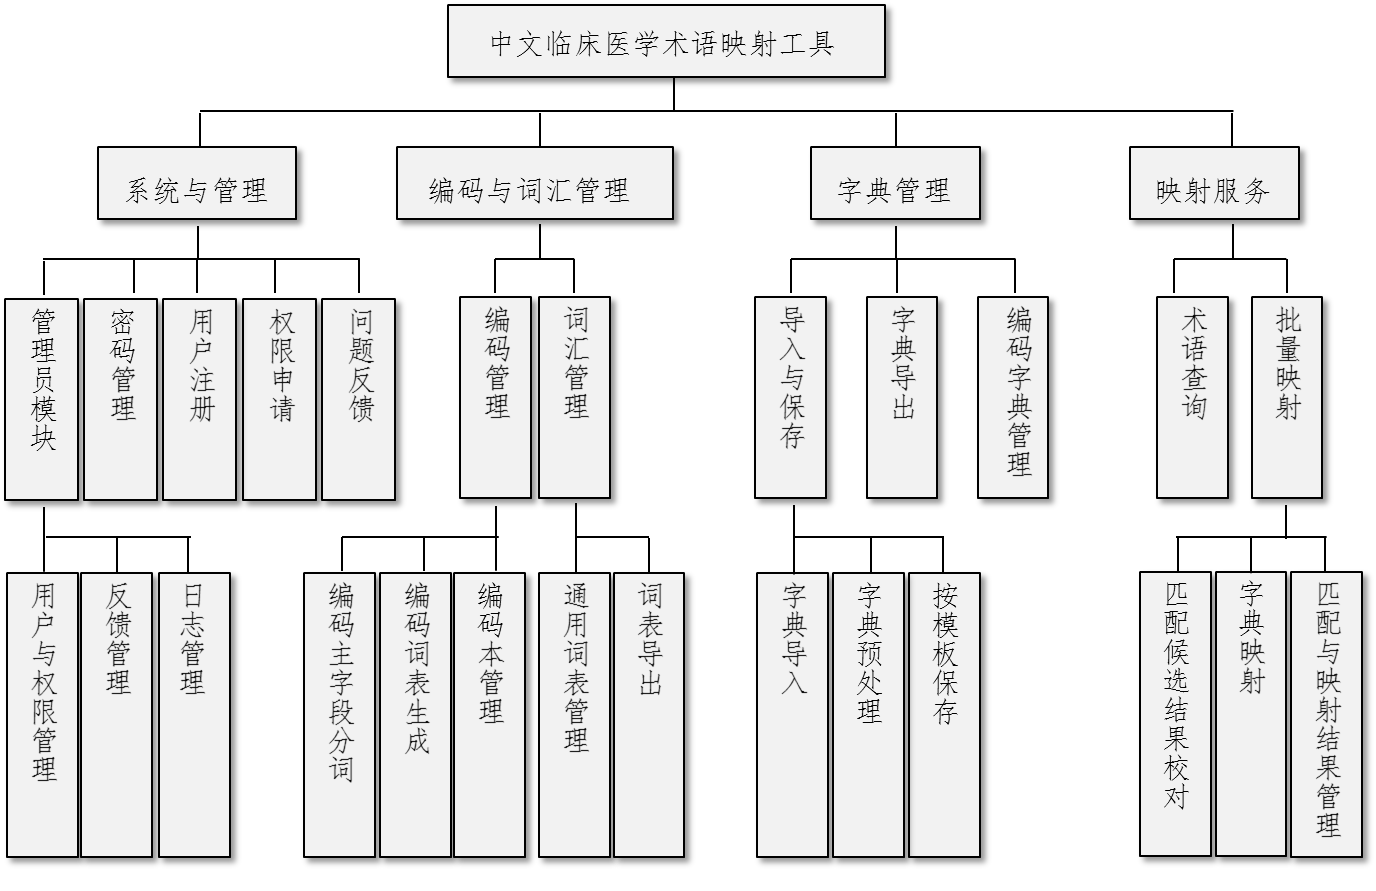 中文临床医学术语映射工具
系统与管理
编码与词汇管理
字典管理
映射服务
管理员模块
密码管理
用户注册
权限申请
问题反馈
编码管理
词汇管理
导入与保存
字典导出
编码字典管理
术语查询
批量映射
用户与权限管理
反馈管理
日志管理
编码主字段分词
编码词表生成
编码本管理
通用词表管理
词表导出
字典导入
字典预处理
按模板保存
匹配候选结果校对
字典映射
匹配与映射结果管理